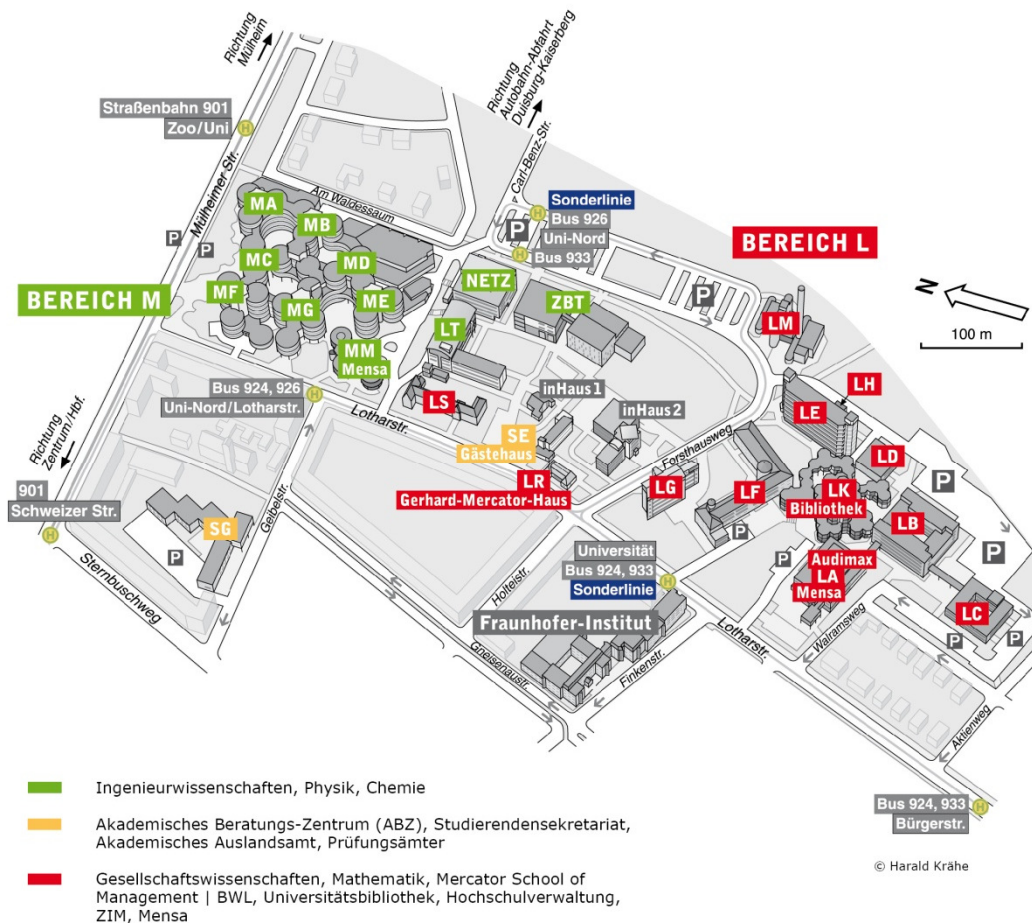 Richtung
Mülheim
Richtung
Autobahn-Abfahrt
Duisburg-Kaiserberg
Straßenbahn 901
Zoo/Uni
H
Mülheimer Str.
Carl-Benz-Str.
Am Waldessaum
Sonderlinie
Bus 926
Uni-Nord
Bus 933
H
H
P
BEREICH L
MA
MB
MC
MD
MF
MG
ME
MM
Mensa
P
P
BEREICH M
NETZ
ZBT
LT
P
LM
N
100 m
LS
Bus 924, 926
Uni-Nord/Lotharstr.
H
Lotharstr.
inHaus 1
inHaus 2
SE
Gästehaus
LR
Gerhard-Mercator-Haus
Forsthausweg
LH
LE
LD
LG
LF
LK
Bibliothek
LB
P
P
P
P
Richtung
Zentrum/Hbf.
901
Schweizer Str.
H
SG
P
Geibelstr.
Sternbuschweg
Holteistr.
Universität
Bus 924, 933
Sonderlinie
H
Audimax
LA
Mensa
LC
P
P
Fraunhofer-Institut
Gneisenaustr.
Finkenstr.
Lotharstr.
Walramsweg
Aktienweg
Bus 924, 933
Bürgerstr.
H
Ingenieurwissenschaften, Physik, Chemie
Akademisches Beratungs-Zentrum (ABZ), Studierendensekretariat,
Akademisches Auslandsamt, Prüfungsämter
© Harald Krähe
Gesellschaftswissenschaften, Mathematik, Mercator School of
Management | BWL, Universitätsbibliothek, Hochschulverwaltung,
ZIM, Mensa